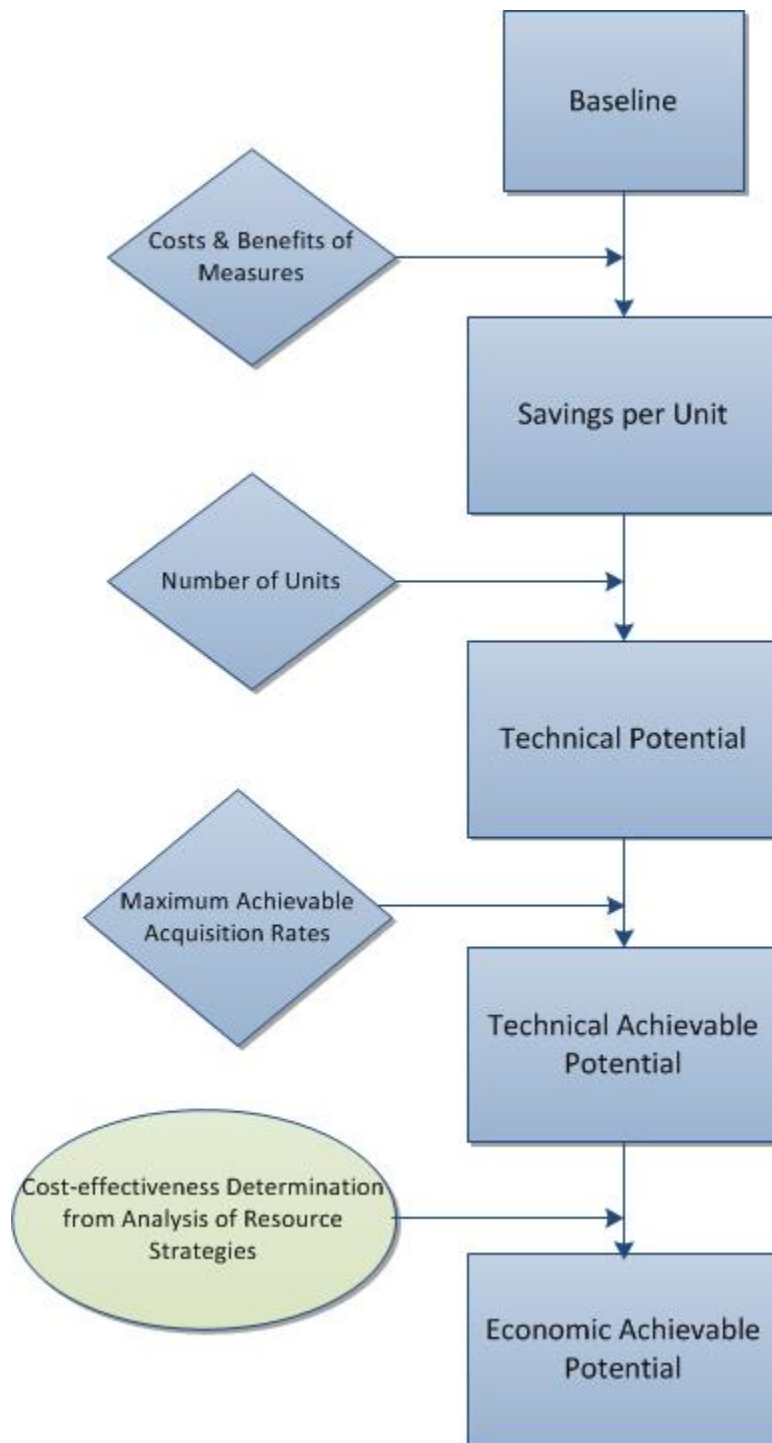 Baseline
Costs & Benefits of
Measures
Savings per Unit
Number of Units
Technical Potential
Maximum Achievable
Acquisition Rates
Technical Achievable
Potential
Cost-effectiveness Determination
from Analysis of Resource
Strategies
Economic Achievable
Potential